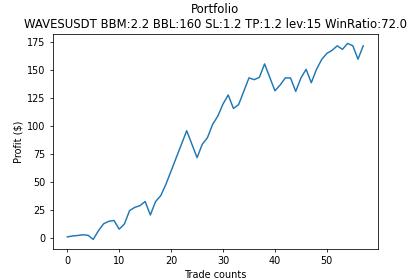 Portfolio
WAVESUSDT BBM:2.2 BBL:160 SL:1.2 TP:1.2 lev:15 WinRatio:72.0
175
150
125
100
75
50
25
0
Profit ($)
0 10 20 30 40 50
Trade counts